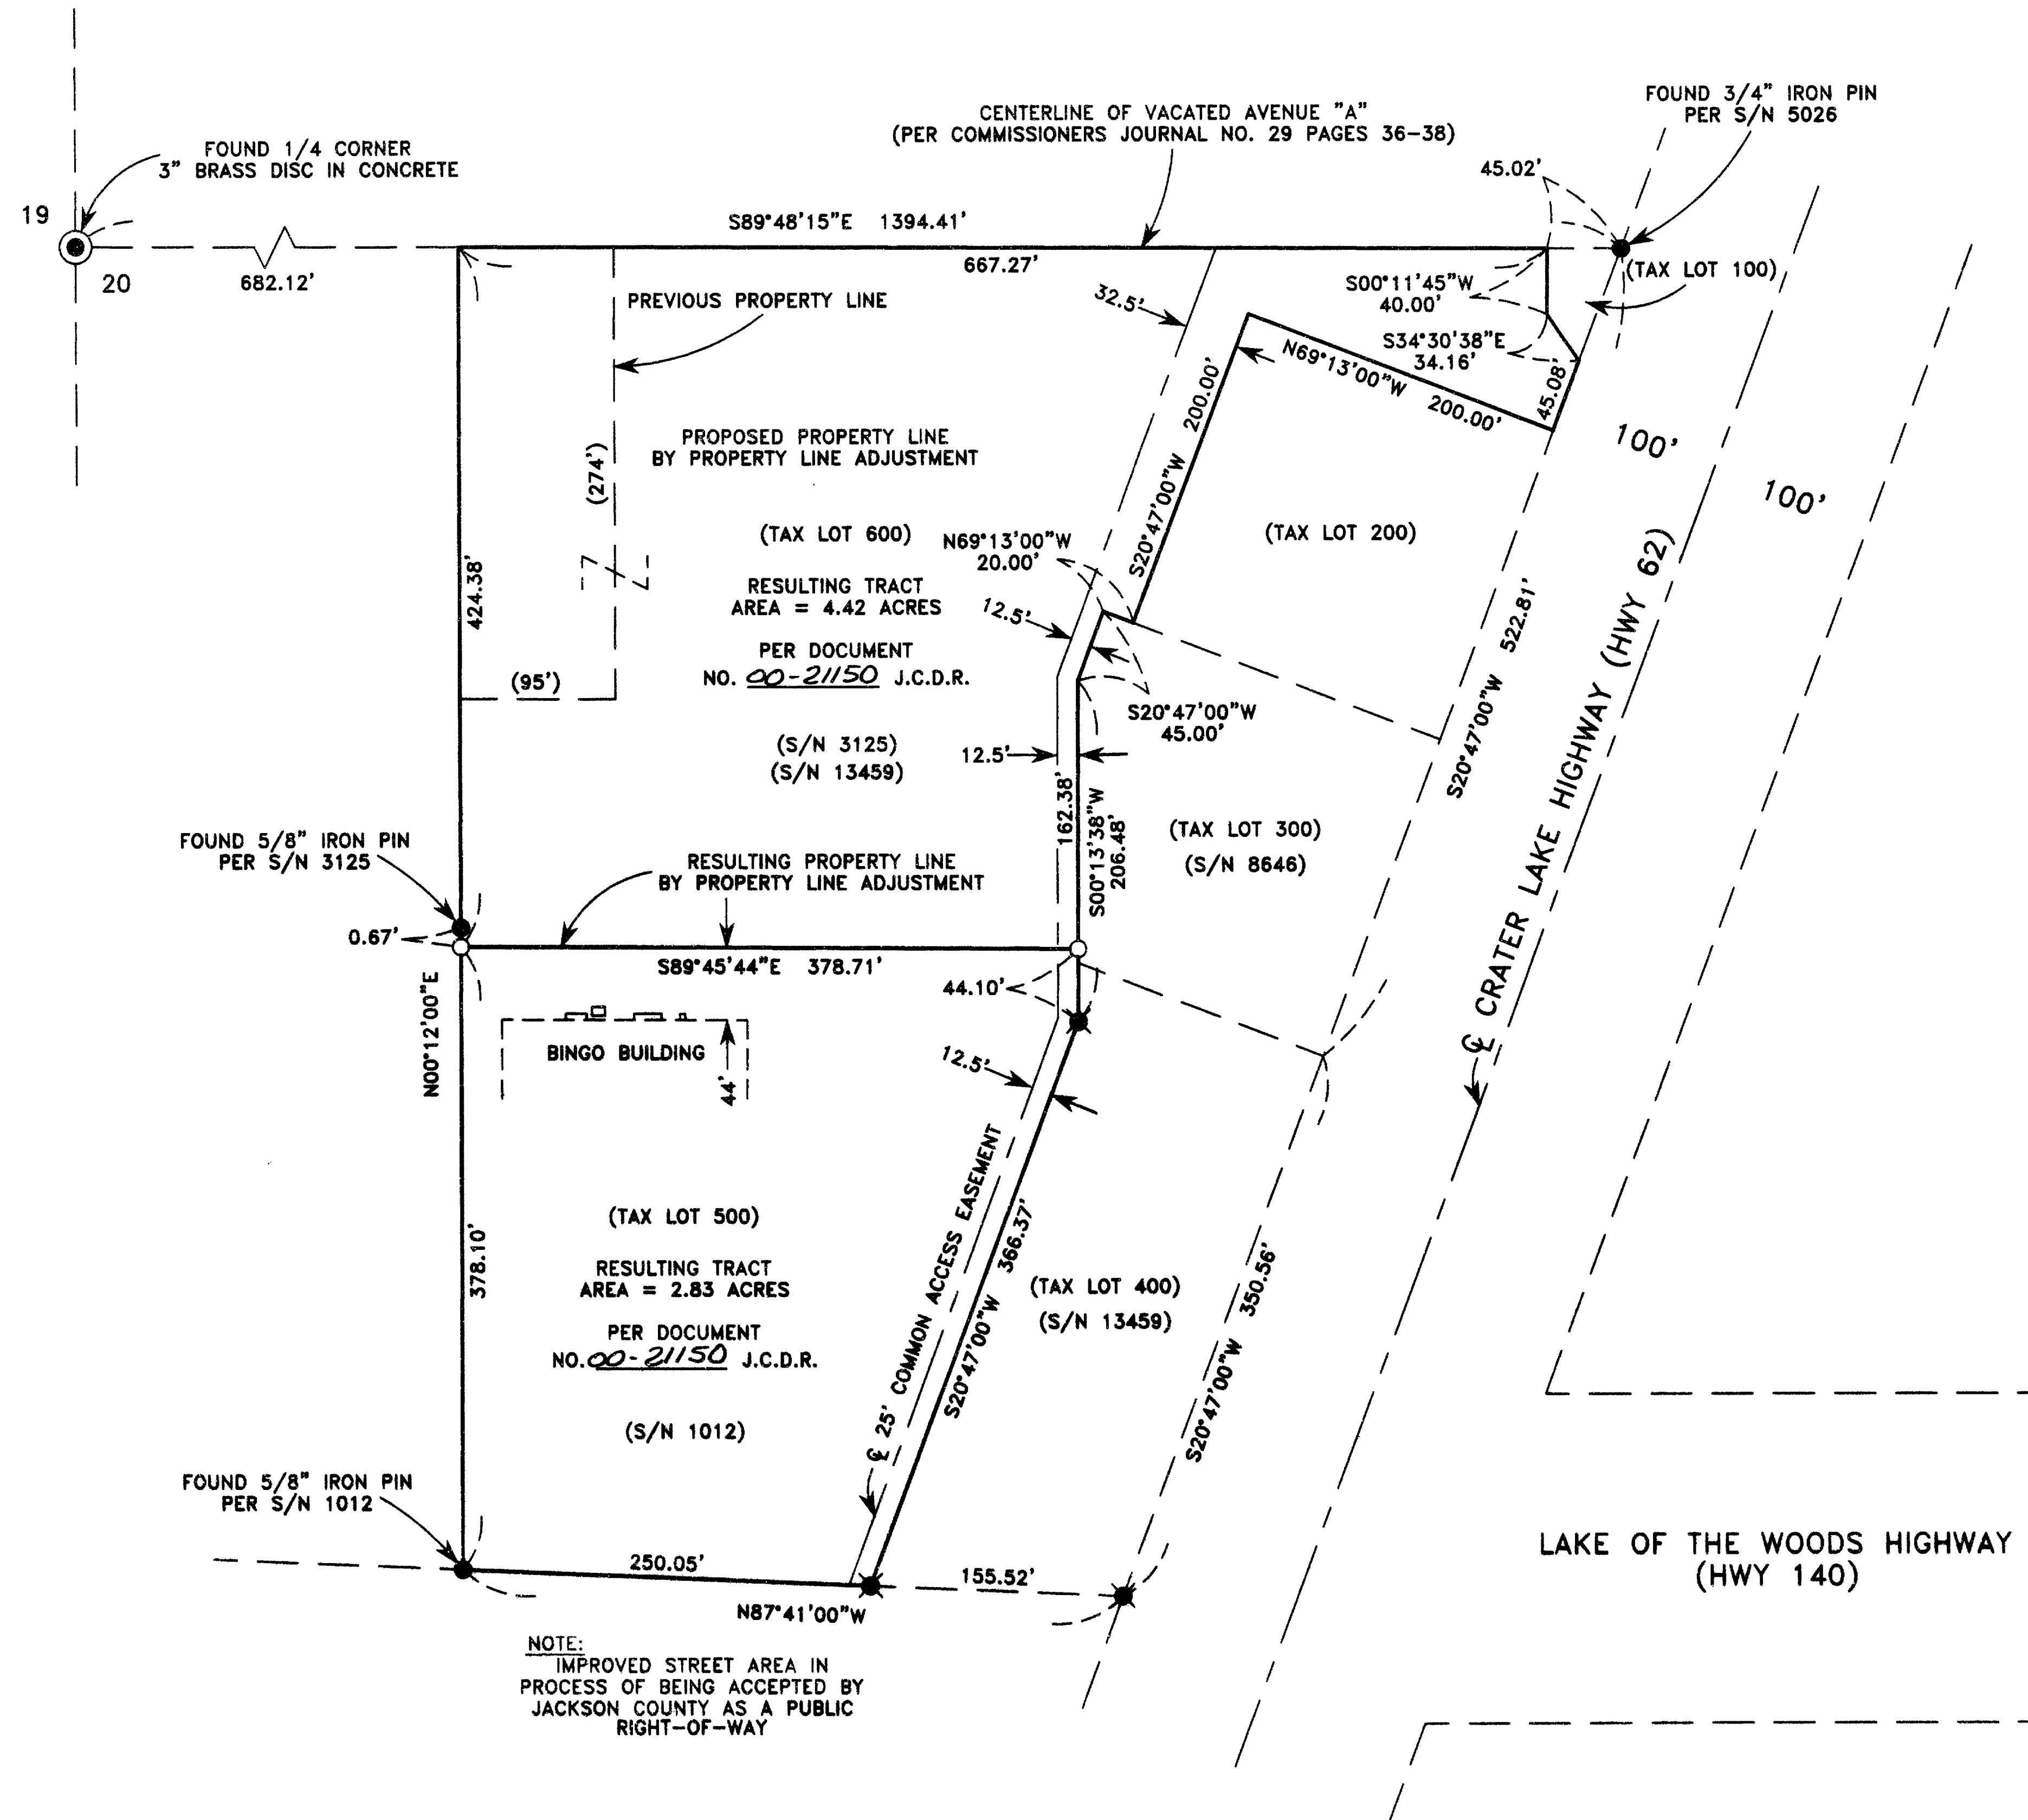 CENTERLINE OF VACATED AVENUE "A"
(PER COMMISSIONERS JOURNAL NO. 29 PAGES 36-38)
FOUND 3/4" IRON PIN
PER S/N 5026
FOUND 1/4 CORNER
3" BRASS DISC IN CONCRETE
45.02'
19
20
682.12'
S89°48'15"E 1394.41'
667.27'
(TAX LOT 100)
S00°11'45"W
40.00'
PREVIOUS PROPERTY LINE
32.5'
S34°30'38"E
34.16'
N69°13'00"W 200.00'
45.08'
S20°47'00"W 200.00'
100'
100'
PROPOSED PROPERTY LINE
BY PROPERTY LINE ADJUSTMENT
(274')
424.38'
(95')
(TAX LOT 600)
RESULTING TRACT
AREA = 4.42 ACRES
PER DOCUMENT
NO. 00-21150 J.C.D.R.
(S/N 3125)
(S/N 13459)
N69°13'00"W
20.00'
12.5'
(TAX LOT 200)
S20°47'00"W
45.00'
12.5'
162.38'
S00°13'38"W
206.48'
S20°47'00"W 522.81'
℄ CRATER LAKE HIGHWAY (HWY 62)
(TAX LOT 300)
(S/N 8646)
FOUND 5/8" IRON PIN
PER S/N 3125
RESULTING PROPERTY LINE
BY PROPERTY LINE ADJUSTMENT
0.67'
S89°45'44"E 378.71'
44.10'
N00°12'00"E
BINGO BUILDING
44'
12.5'
378.10'
(TAX LOT 500)
RESULTING TRACT
AREA = 2.83 ACRES
PER DOCUMENT
NO. 00-21150 J.C.D.R.
(S/N 1012)
℄ 25' COMMON ACCESS EASEMENT
S20°47'00"W 366.37'
(TAX LOT 400)
(S/N 13459)
S20°47'00"W 350.56'
FOUND 5/8" IRON PIN
PER S/N 1012
250.05'
155.52'
N87°41'00"W
LAKE OF THE WOODS HIGHWAY
(HWY 140)
NOTE:
IMPROVED STREET AREA IN
PROCESS OF BEING ACCEPTED BY
JACKSON COUNTY AS A PUBLIC
RIGHT-OF-WAY